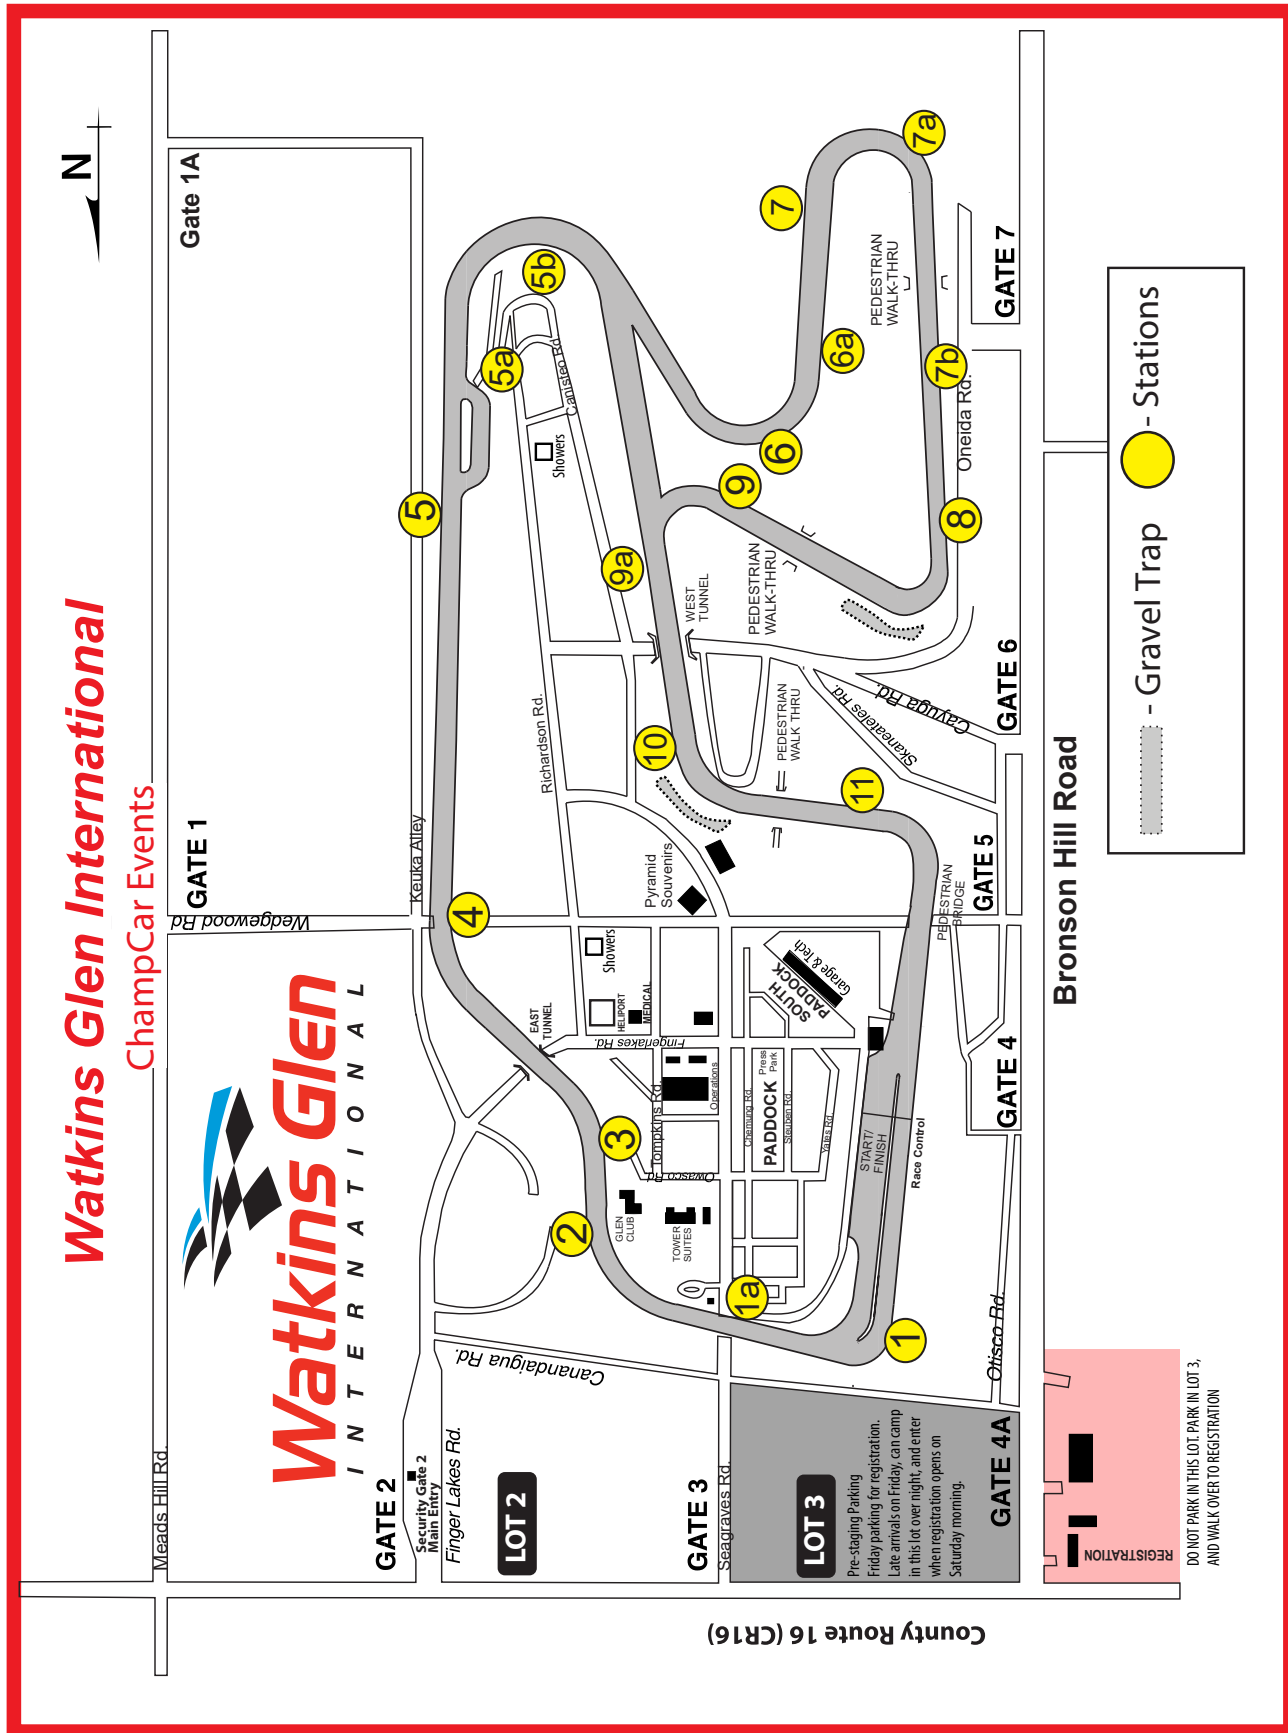 Watkins Glen International
ChampCar Events
N
Watkins Glen
INTERNATIONAL
Meads Hill Rd.
Gate 1A
GATE 1
Wedgewood Rd
Keuka Alley
GATE 2
Security Gate 2
Main Entry
Finger Lakes Rd.
LOT 2
Canandaigua Rd.
GATE 3
Seagraves Rd.
LOT 3
Pre-staging Parking
Friday parking for registration.
Late arrivals on Friday, can camp
in this lot over night, and enter
when registration opens on
Saturday morning.
GATE 4A
Otisco Rd.
County Route 16 (CR16)
REGISTRATION
DO NOT PARK IN THIS LOT. PARK IN LOT 3,
AND WALK OVER TO REGISTRATION
1
1a
2
3
4
5
5a
5b
6
6a
7
7a
7b
8
9
9a
10
11
EAST
TUNNEL
GLEN
CLUB
TOWER
SUITES
Owasco Rd.
Tompkins Rd.
Fingerlakes Rd.
Operations
HELIPORT
MEDICAL
Showers
Richardson Rd.
Canisteo Rd.
Showers
Pyramid
Souvenirs
Chemung Rd.
PADDOCK
Press
Park
Steuben Rd.
Yates Rd.
SOUTH
PADDOCK
Garage & Tech
START/
FINISH
Race Control
WEST
TUNNEL
PEDESTRIAN
WALK-THRU
PEDESTRIAN
WALK THRU
PEDESTRIAN
WALK-THRU
PEDESTRIAN
BRIDGE
Skaneateles Rd.
Cayuga Rd.
Oneida Rd.
GATE 4
GATE 5
GATE 6
GATE 7
Bronson Hill Road
- Gravel Trap
- Stations